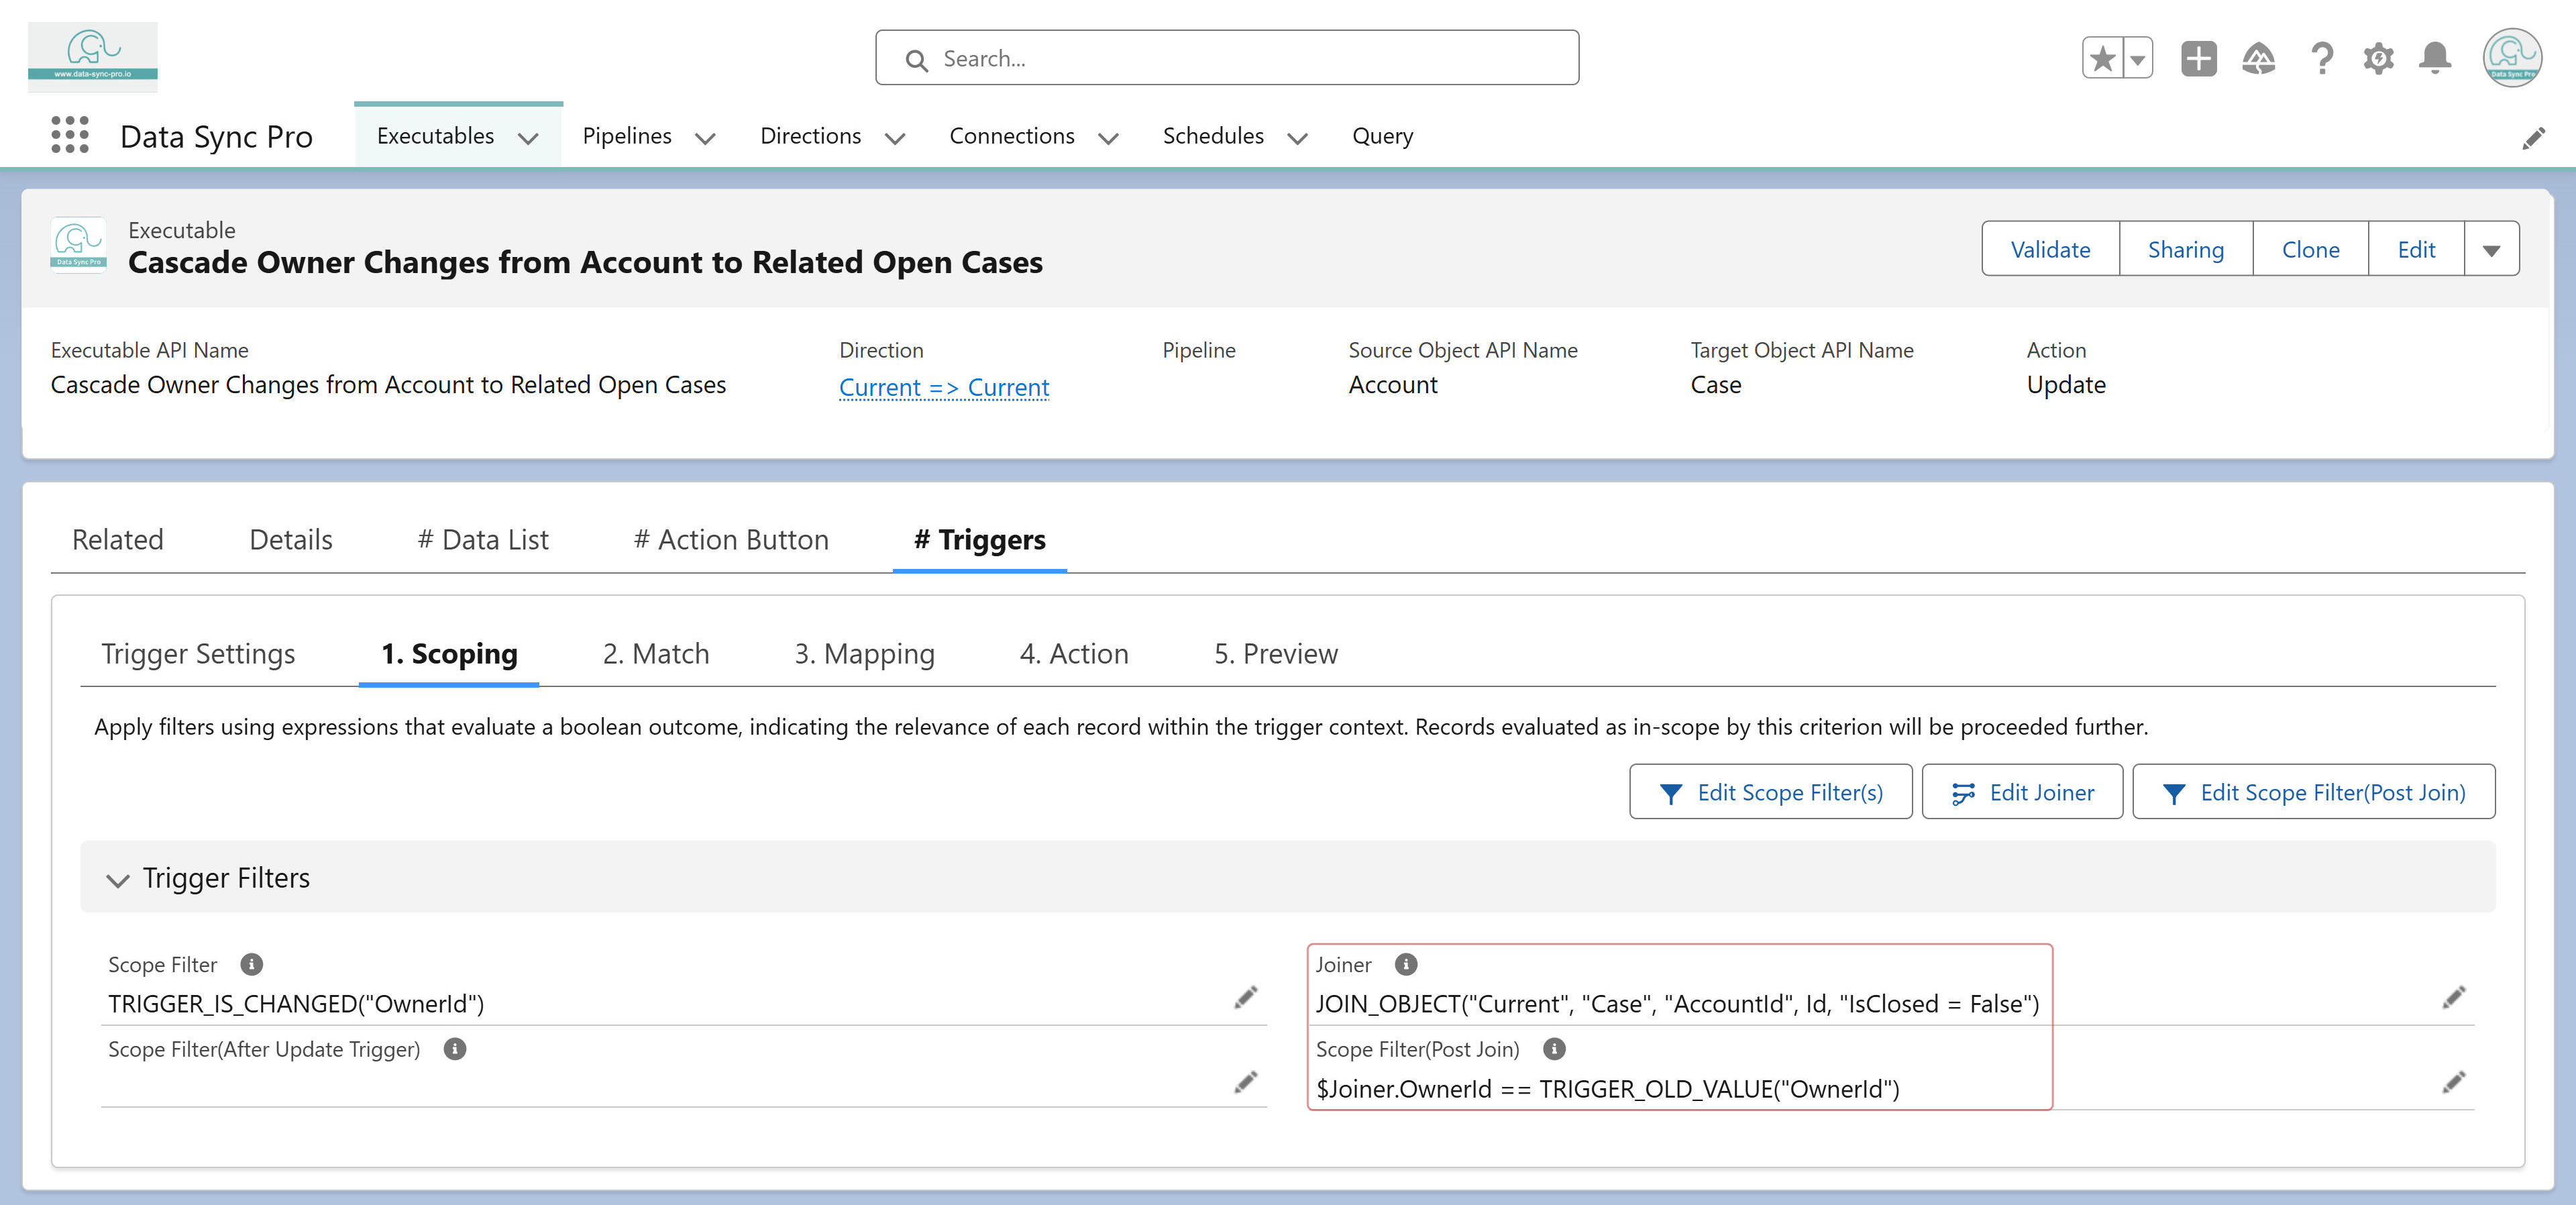 www.data-sync-pro.io
Search...
Data Sync Pro
Data Sync Pro
Executables
Pipelines
Directions
Connections
Schedules
Query
Data Sync Pro
Executable
Cascade Owner Changes from Account to Related Open Cases
Validate
Sharing
Clone
Edit
Executable API Name
Direction
Pipeline
Source Object API Name
Target Object API Name
Action
Cascade Owner Changes from Account to Related Open Cases
Current => Current
Account
Case
Update
Related
Details
# Data List
# Action Button
# Triggers
Trigger Settings
1. Scoping
2. Match
3. Mapping
4. Action
5. Preview
Apply filters using expressions that evaluate a boolean outcome, indicating the relevance of each record within the trigger context. Records evaluated as in-scope by this criterion will be proceeded further.
Edit Scope Filter(s)
Edit Joiner
Edit Scope Filter(Post Join)
Trigger Filters
Scope Filter
TRIGGER_IS_CHANGED("OwnerId")
Joiner
JOIN_OBJECT("Current", "Case", "AccountId", Id, "IsClosed = False")
Scope Filter(After Update Trigger)
Scope Filter(Post Join)
$Joiner.OwnerId == TRIGGER_OLD_VALUE("OwnerId")